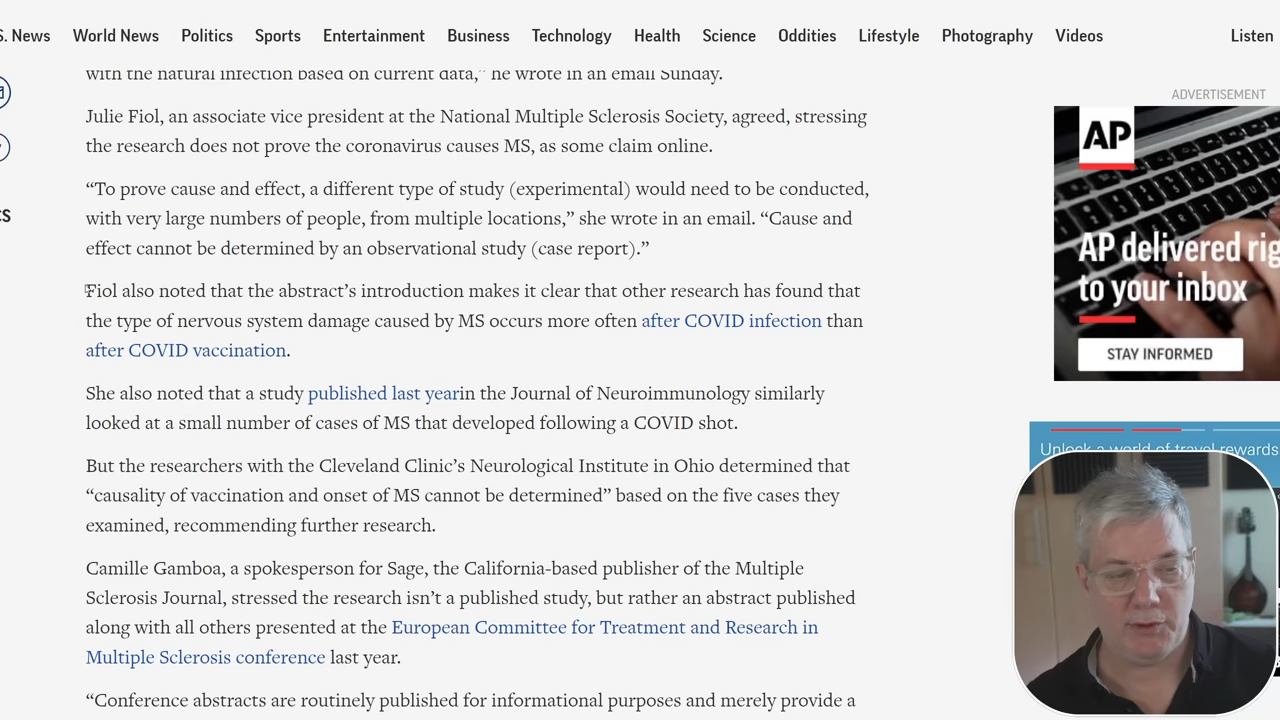 S. News World News Politics Sports Entertainment Business Technology Health Science Oddities Lifestyle Photography Videos Listen
with the natural infection based on current data,” he wrote in an email Sunday.
Julie Fiol, an associate vice president at the National Multiple Sclerosis Society, agreed, stressing
the research does not prove the coronavirus causes MS, as some claim online.
“To prove cause and effect, a different type of study (experimental) would need to be conducted,
with very large numbers of people, from multiple locations,” she wrote in an email. “Cause and
effect cannot be determined by an observational study (case report).”
Fiol also noted that the abstract’s introduction makes it clear that other research has found that
the type of nervous system damage caused by MS occurs more often after COVID infection than
after COVID vaccination.
She also noted that a study published last yearin the Journal of Neuroimmunology similarly
looked at a small number of cases of MS that developed following a COVID shot.
But the researchers with the Cleveland Clinic’s Neurological Institute in Ohio determined that
“causality of vaccination and onset of MS cannot be determined” based on the five cases they
examined, recommending further research.
Camille Gamboa, a spokesperson for Sage, the California-based publisher of the Multiple
Sclerosis Journal, stressed the research isn’t a published study, but rather an abstract published
along with all others presented at the European Committee for Treatment and Research in
Multiple Sclerosis conference last year.
“Conference abstracts are routinely published for informational purposes and merely provide a
ADVERTISEMENT
AP
AP delivered rig
to your inbox
STAY INFORMED
Unlock a world of travel rewards